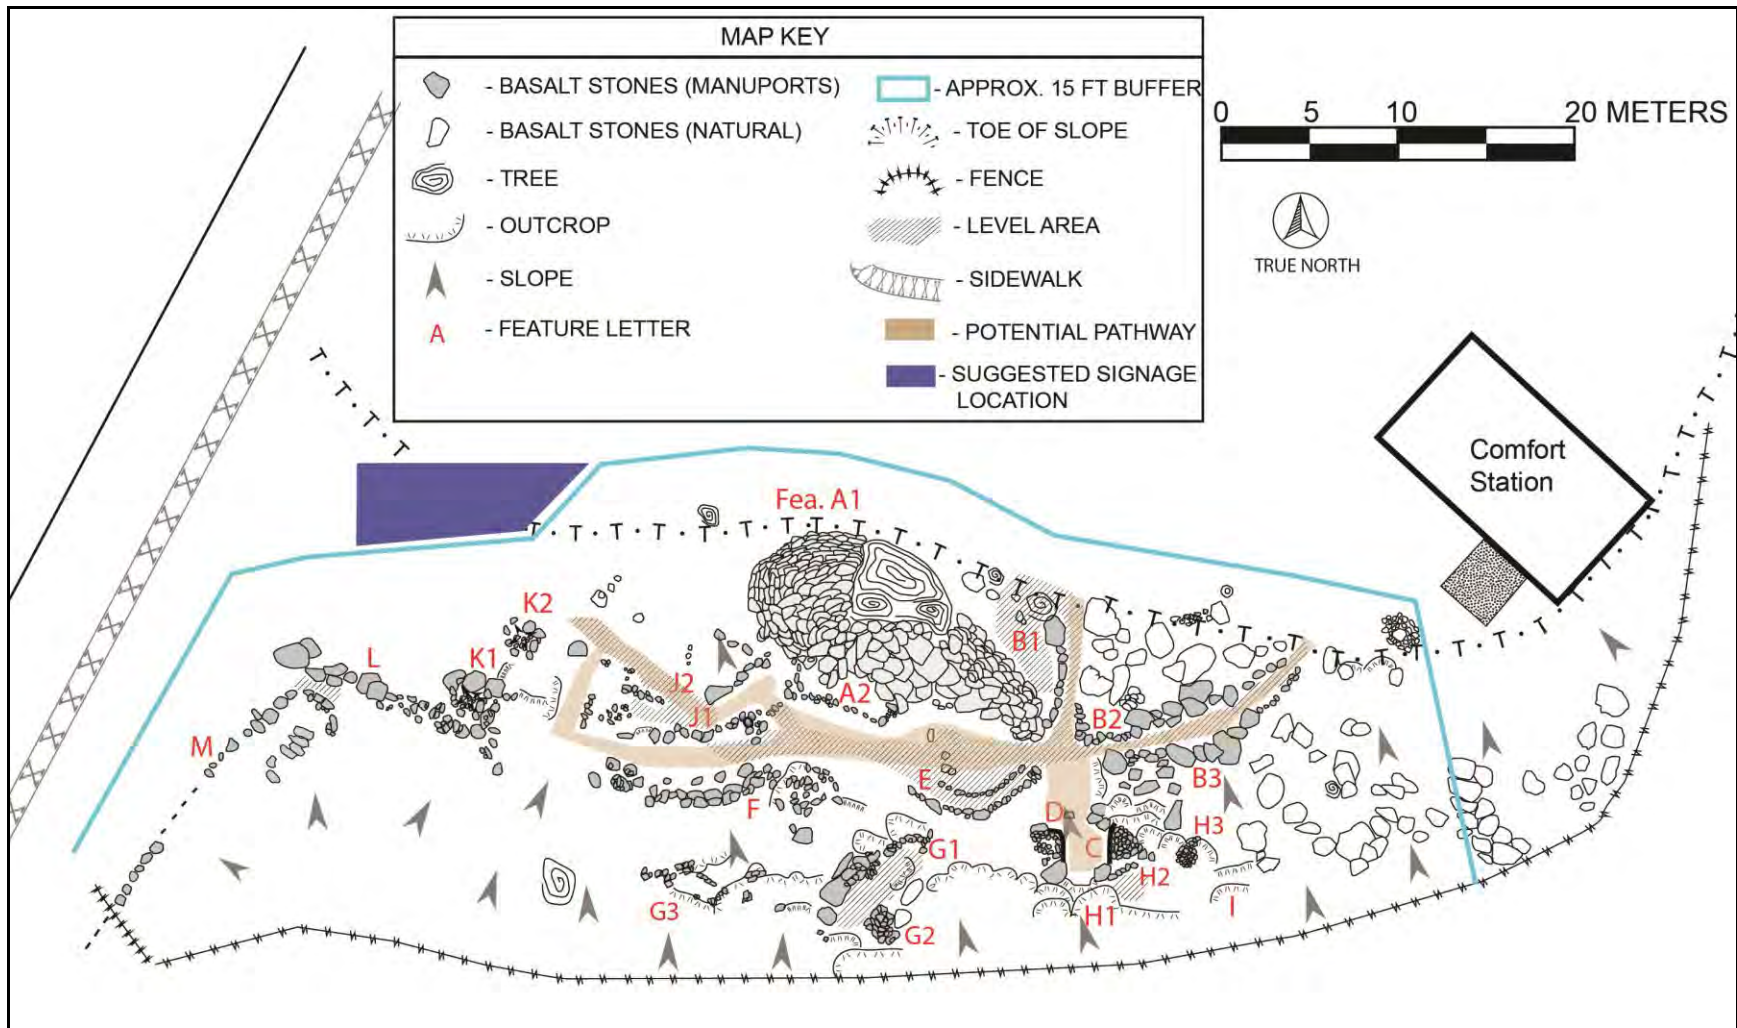 MAP KEY
- BASALT STONES (MANUPORTS)
- BASALT STONES (NATURAL)
- TREE
- OUTCROP
- SLOPE
A - FEATURE LETTER
- APPROX. 15 FT BUFFER
- TOE OF SLOPE
- FENCE
- LEVEL AREA
- SIDEWALK
- POTENTIAL PATHWAY
- SUGGESTED SIGNAGE
LOCATION
0 5 10 20 METERS
TRUE NORTH
Comfort
Station
Fea. A1
K2
B1
L
K1
J2
A2
J1
B2
M
E
B3
F
D
C
H3
G1
H2
G3
I
H1
G2